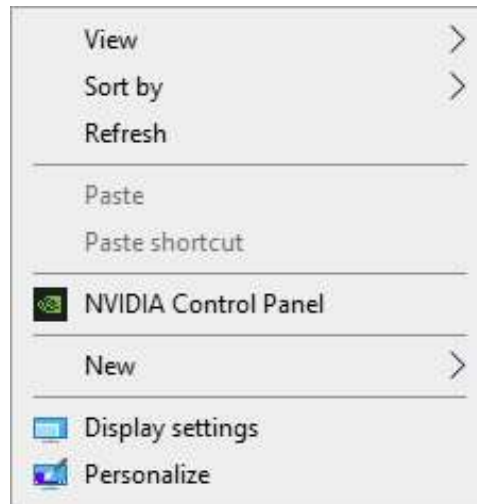 View
Sort by
Refresh
Paste
Paste shortcut
NVIDIA Control Panel
New
Display settings
Personalize